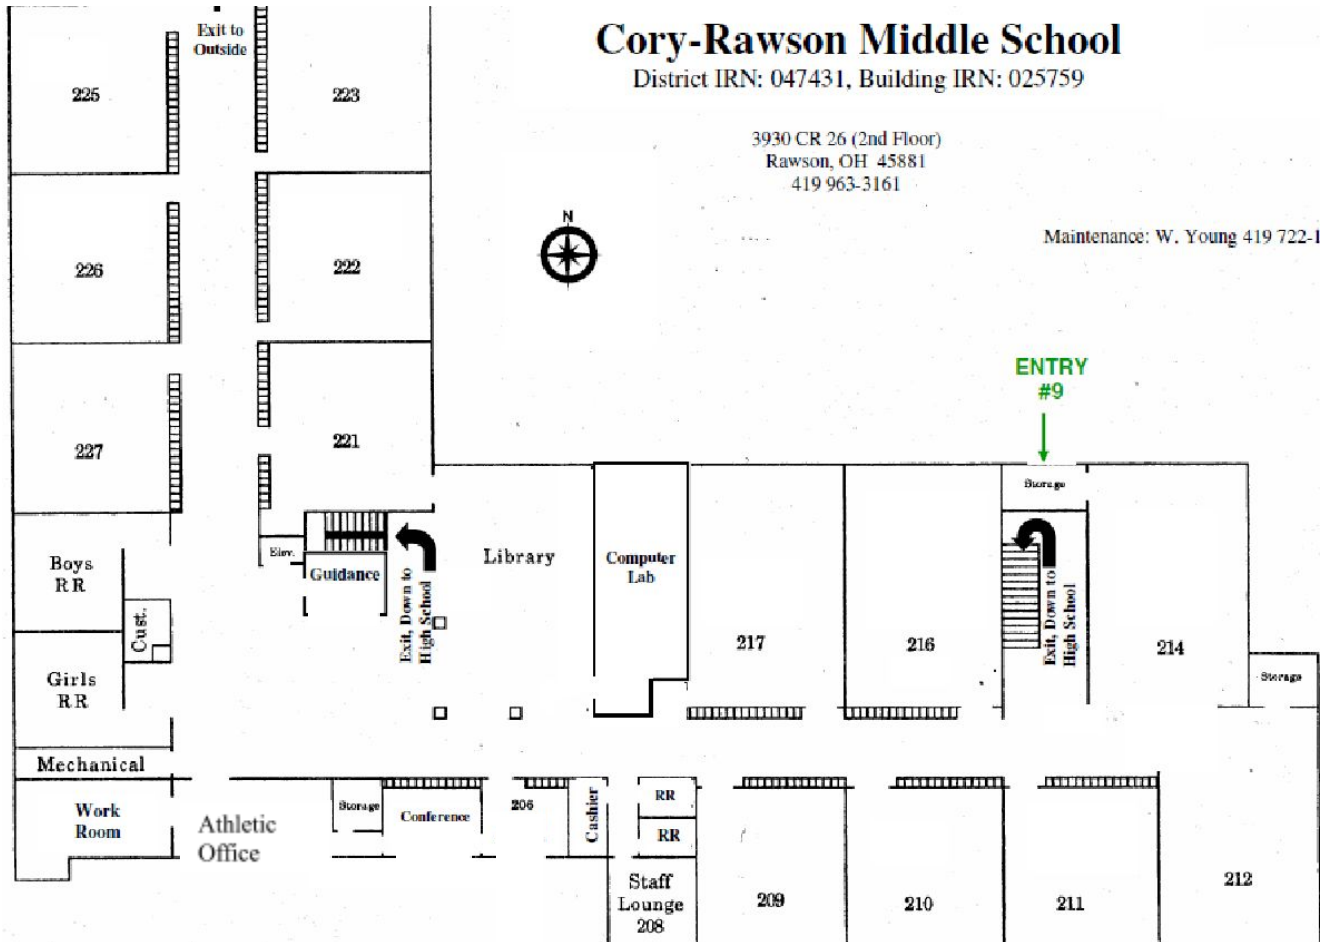 Cory-Rawson Middle School
District IRN: 047431, Building IRN: 025759
3930 CR 26 (2nd Floor)
Rawson, OH 45881
419 963-3161
Maintenance: W. Young 419 722-1
N
ENTRY
#9
Exit to
Outside
225
223
226
222
227
221
Boys
RR
Cust.
Girls
RR
Mechanical
Work
Room
Athletic
Office
Elev.
Guidance
Exit, Down to
High School
Library
Computer
Lab
217
216
Storage
Exit, Down to
High School
214
Storage
Storage
Conference
206
Cashier
RR
RR
Staff
Lounge
208
209
210
211
212